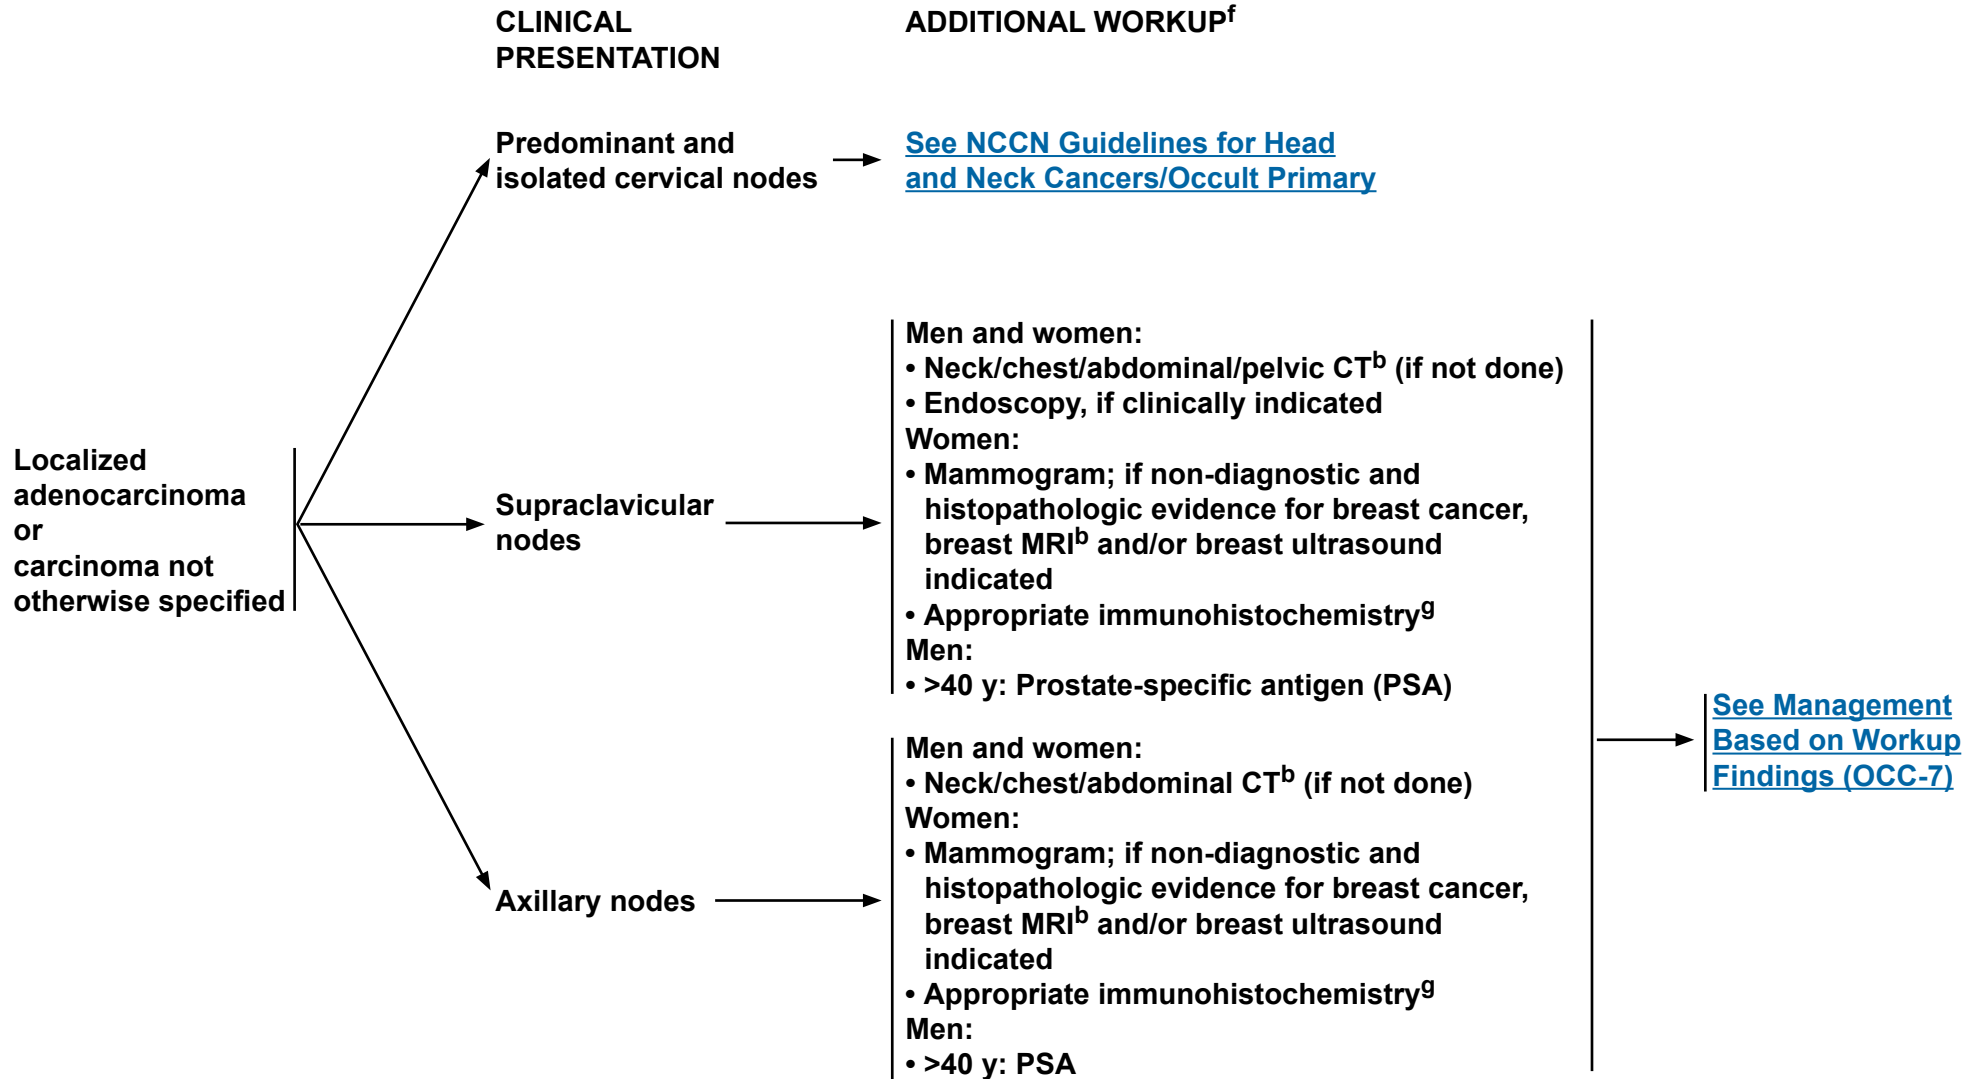 CLINICAL
PRESENTATION
ADDITIONAL WORKUPf
Predominant and
isolated cervical nodes
See NCCN Guidelines for Head
and Neck Cancers/Occult Primary
Localized
adenocarcinoma
or
carcinoma not
otherwise specified
Supraclavicular
nodes
Men and women:
• Neck/chest/abdominal/pelvic CTb (if not done)
• Endoscopy, if clinically indicated
Women:
• Mammogram; if non-diagnostic and
histopathologic evidence for breast cancer,
breast MRIb and/or breast ultrasound
indicated
• Appropriate immunohistochemistryg
Men:
• >40 y: Prostate-specific antigen (PSA)
Axillary nodes
Men and women:
• Neck/chest/abdominal CTb (if not done)
Women:
• Mammogram; if non-diagnostic and
histopathologic evidence for breast cancer,
breast MRIb and/or breast ultrasound
indicated
• Appropriate immunohistochemistryg
Men:
• >40 y: PSA
See Management
Based on Workup
Findings (OCC-7)